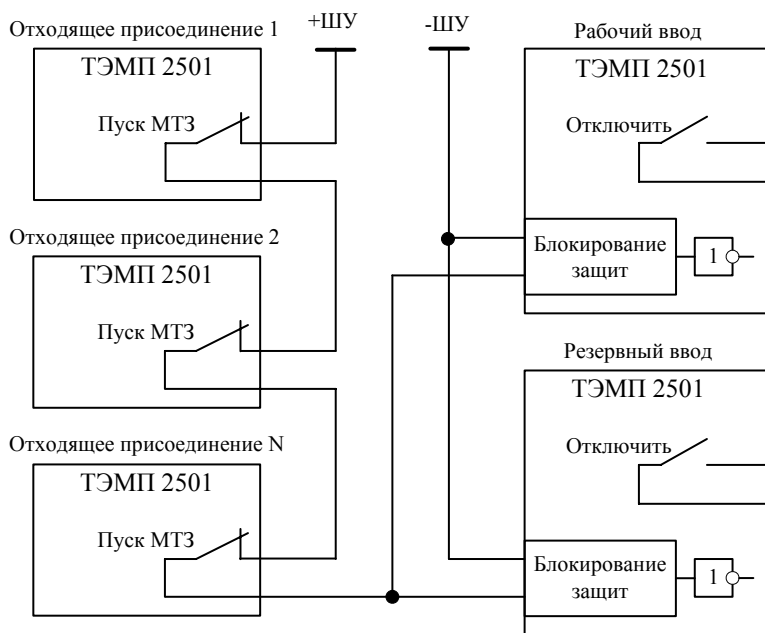 Отходящее присоединение 1
ТЭМП 2501
Пуск МТЗ
+ШУ
-ШУ
Отходящее присоединение 2
ТЭМП 2501
Пуск МТЗ
Отходящее присоединение N
ТЭМП 2501
Пуск МТЗ
Рабочий ввод
ТЭМП 2501
Отключить
Блокирование
защит
1
Резервный ввод
ТЭМП 2501
Отключить
Блокирование
защит
1